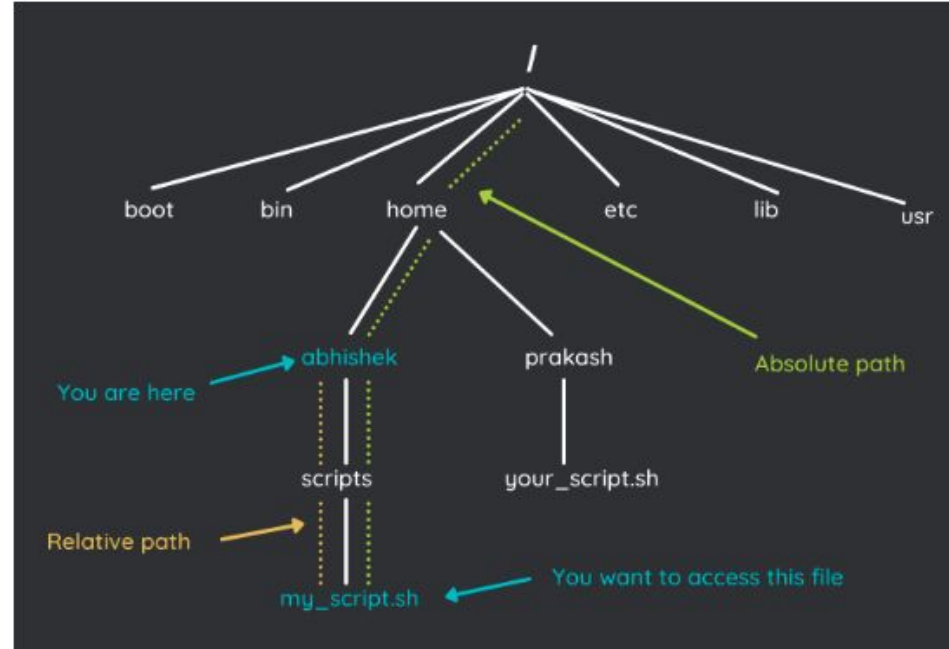 /
boot
bin
home
etc
lib
usr
abhishek
prakash
Absolute path
You are here
scripts
your_script.sh
Relative path
my_script.sh
You want to access this file